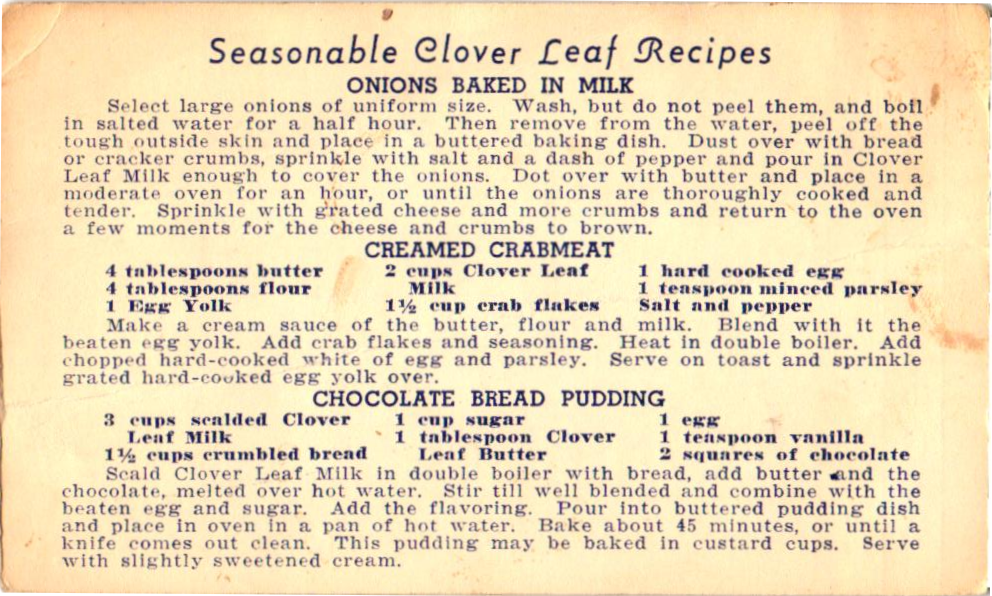 Seasonable Clover Leaf Recipes
ONIONS BAKED IN MILK
Select large onions of uniform size. Wash, but do not peel them, and boil
in salted water for a half hour. Then remove from the water, peel off the
tough outside skin and place in a buttered baking dish. Dust over with bread
or cracker crumbs, sprinkle with salt and a dash of pepper and pour in Clover
Leaf Milk enough to cover the onions. Dot over with butter and place in a
moderate oven for an hour, or until the onions are thoroughly cooked and
tender. Sprinkle with grated cheese and more crumbs and return to the oven
a few moments for the cheese and crumbs to brown.
CREAMED CRABMEAT
4 tablespoons butter
4 tablespoons flour
1 Egg Yolk
2 cups Clover Leaf
Milk
1½ cup crab flakes
1 hard cooked egg
1 teaspoon minced parsley
Salt and pepper
Make a cream sauce of the butter, flour and milk. Blend with it the
beaten egg yolk. Add crab flakes and seasoning. Heat in double boiler. Add
chopped hard-cooked white of egg and parsley. Serve on toast and sprinkle
grated hard-cooked egg yolk over.
CHOCOLATE BREAD PUDDING
3 cups scalded Clover
Leaf Milk
1½ cups crumbled bread
1 cup sugar
1 tablespoon Clover
Leaf Butter
1 egg
1 teaspoon vanilla
2 squares of chocolate
Scald Clover Leaf Milk in double boiler with bread, add butter and the
chocolate, melted over hot water. Stir till well blended and combine with the
beaten egg and sugar. Add the flavoring. Pour into buttered pudding dish
and place in oven in a pan of hot water. Bake about 45 minutes, or until a
knife comes out clean. This pudding may be baked in custard cups. Serve
with slightly sweetened cream.